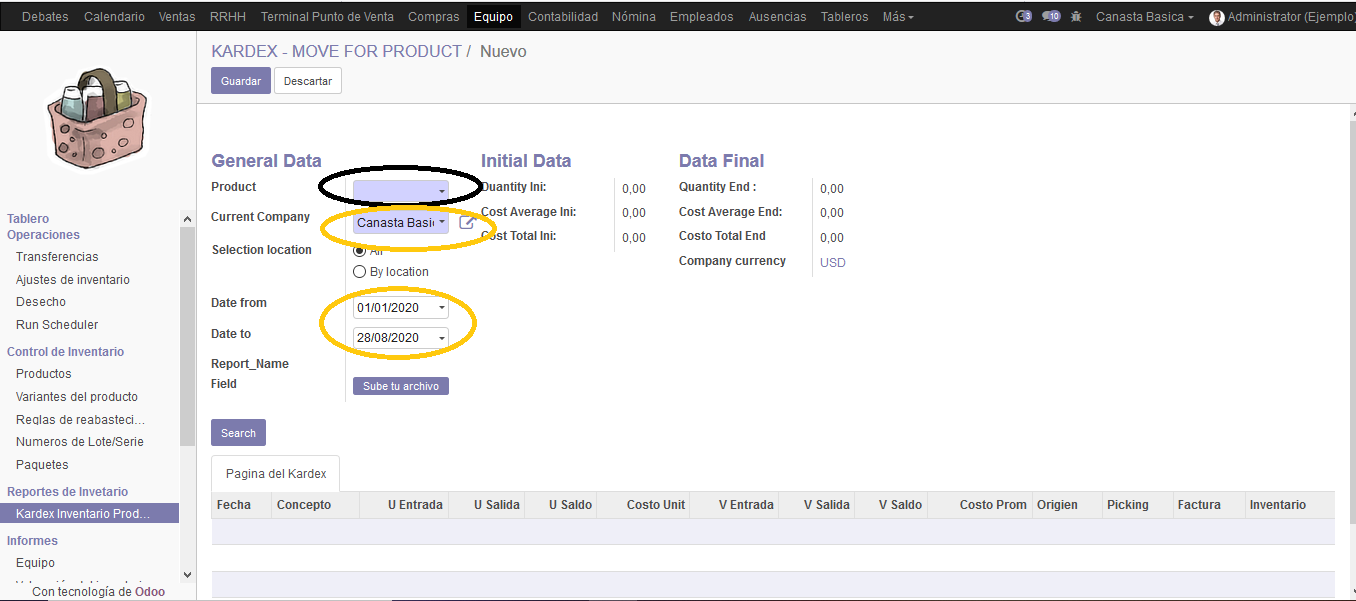 Debates Calendario Ventas RRHH Terminal Punto de Venta Compras Equipo Contabilidad Nómina Empleados Ausencias Tableros Más 3 10 Canasta Basica Administrator (Ejemplo)
KARDEX - MOVE FOR PRODUCT / Nuevo
Guardar Descartar
Tablero
Operaciones
Transferencias
Ajustes de inventario
Desecho
Run Scheduler
Control de Inventario
Productos
Variantes del producto
Reglas de reabasteci...
Numeros de Lote/Serie
Paquetes
Reportes de Invetario
Kardex Inventario Prod...
Informes
Equipo
Con tecnología de Odoo
General Data
Product
Current Company Canasta Basi
Selection location All
By location
Date from 01/01/2020
Date to 28/08/2020
Report_Name
Field Sube tu archivo
Initial Data
Quantity Ini: 0,00
Cost Average Ini: 0,00
Cost Total Ini: 0,00
Data Final
Quantity End : 0,00
Cost Average End: 0,00
Costo Total End 0,00
Company currency USD
Search
Pagina del Kardex
Fecha Concepto U Entrada U Salida U Saldo Costo Unit V Entrada V Salida V Saldo Costo Prom Origien Picking Factura Inventario